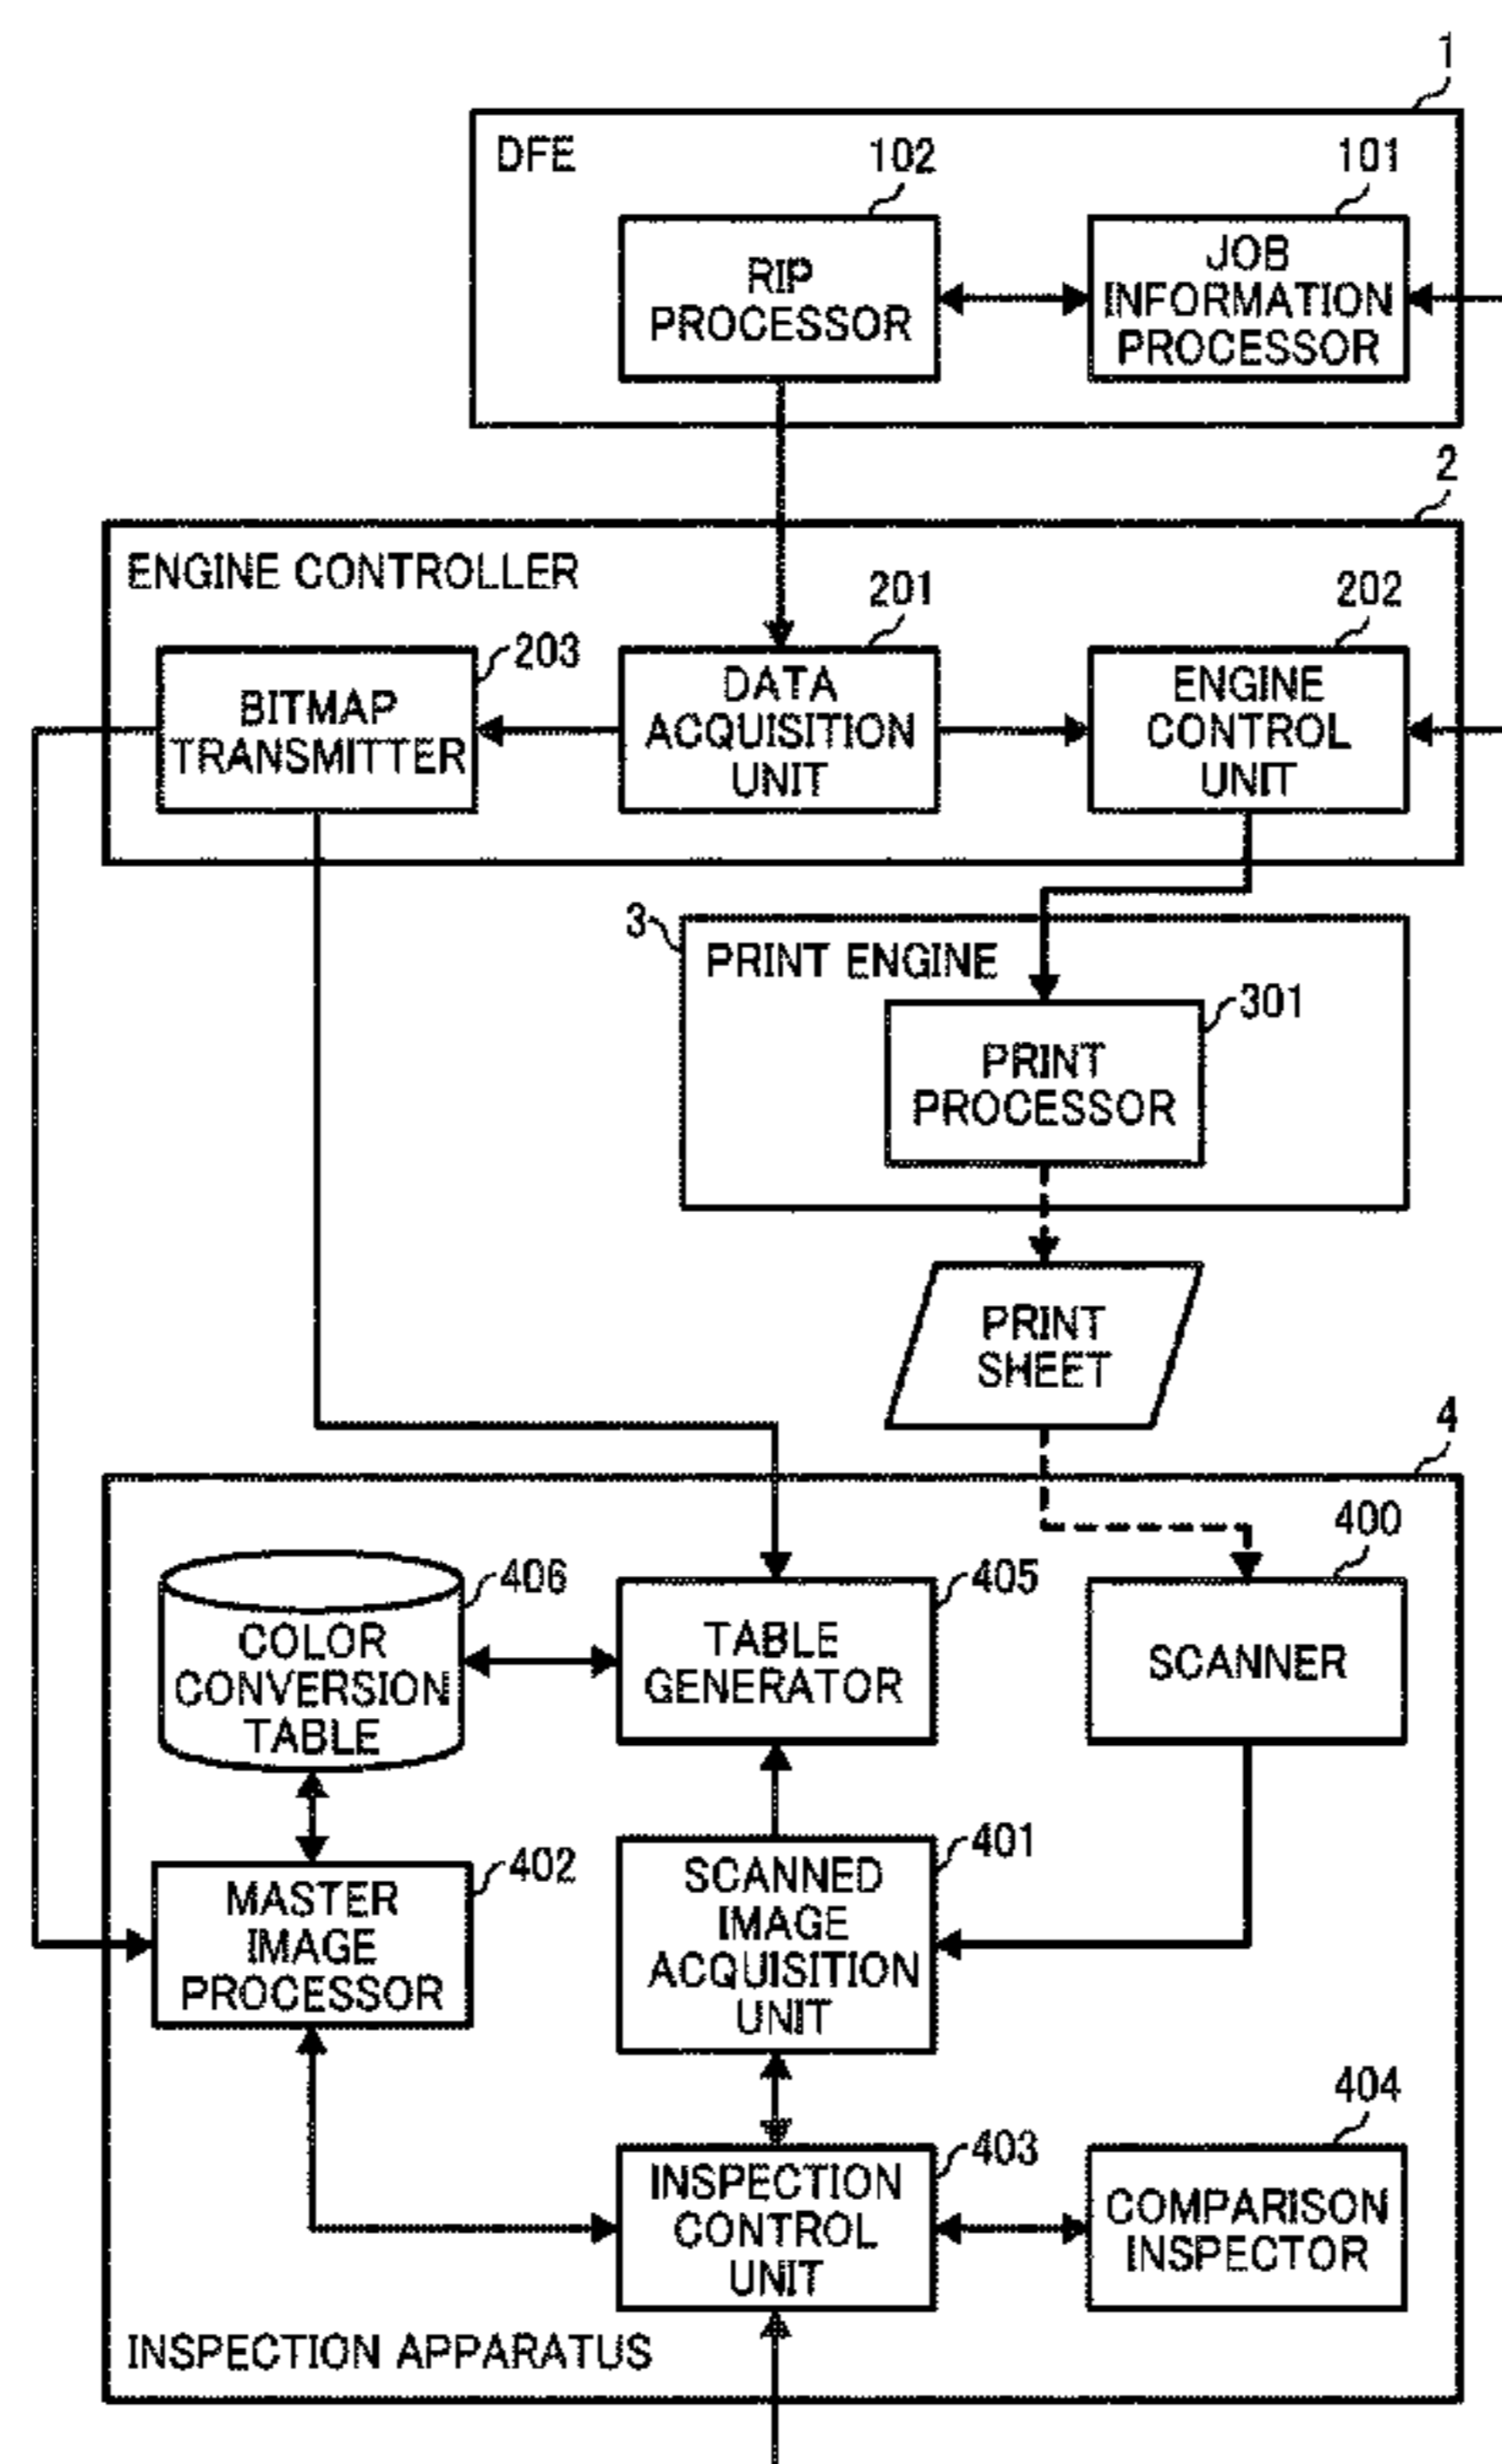 1
DFE
102
101
RIP
PROCESSOR
JOB
INFORMATION
PROCESSOR
2
ENGINE CONTROLLER
201
202
203
BITMAP
TRANSMITTER
DATA
ACQUISITION
UNIT
ENGINE
CONTROL
UNIT
3
PRINT ENGINE
301
PRINT
PROCESSOR
PRINT
SHEET
4
400
406
405
COLOR
CONVERSION
TABLE
TABLE
GENERATOR
SCANNER
401
402
MASTER
IMAGE
PROCESSOR
SCANNED
IMAGE
ACQUISITION
UNIT
404
403
INSPECTION
CONTROL
UNIT
COMPARISON
INSPECTOR
INSPECTION APPARATUS